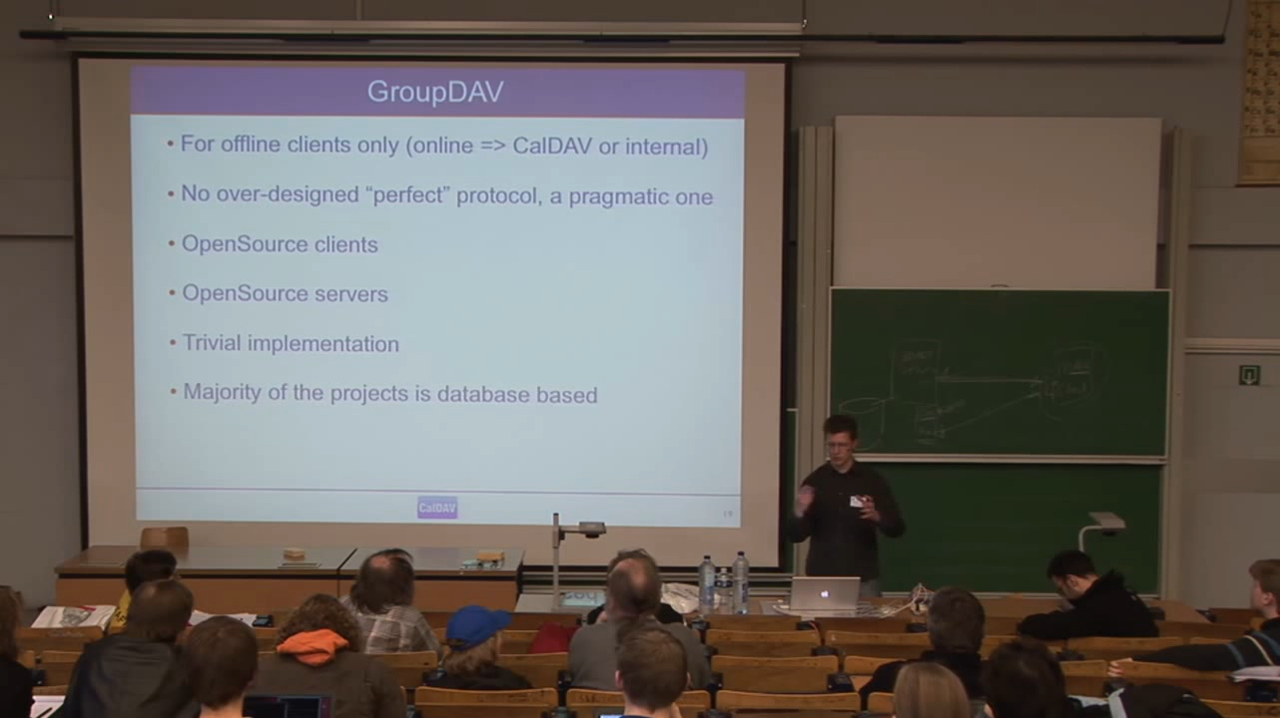 GroupDAV
• For offline clients only (online => CalDAV or internal)
• No over-designed “perfect” protocol, a pragmatic one
• OpenSource clients
• OpenSource servers
• Trivial implementation
• Majority of the projects is database based
CalDAV